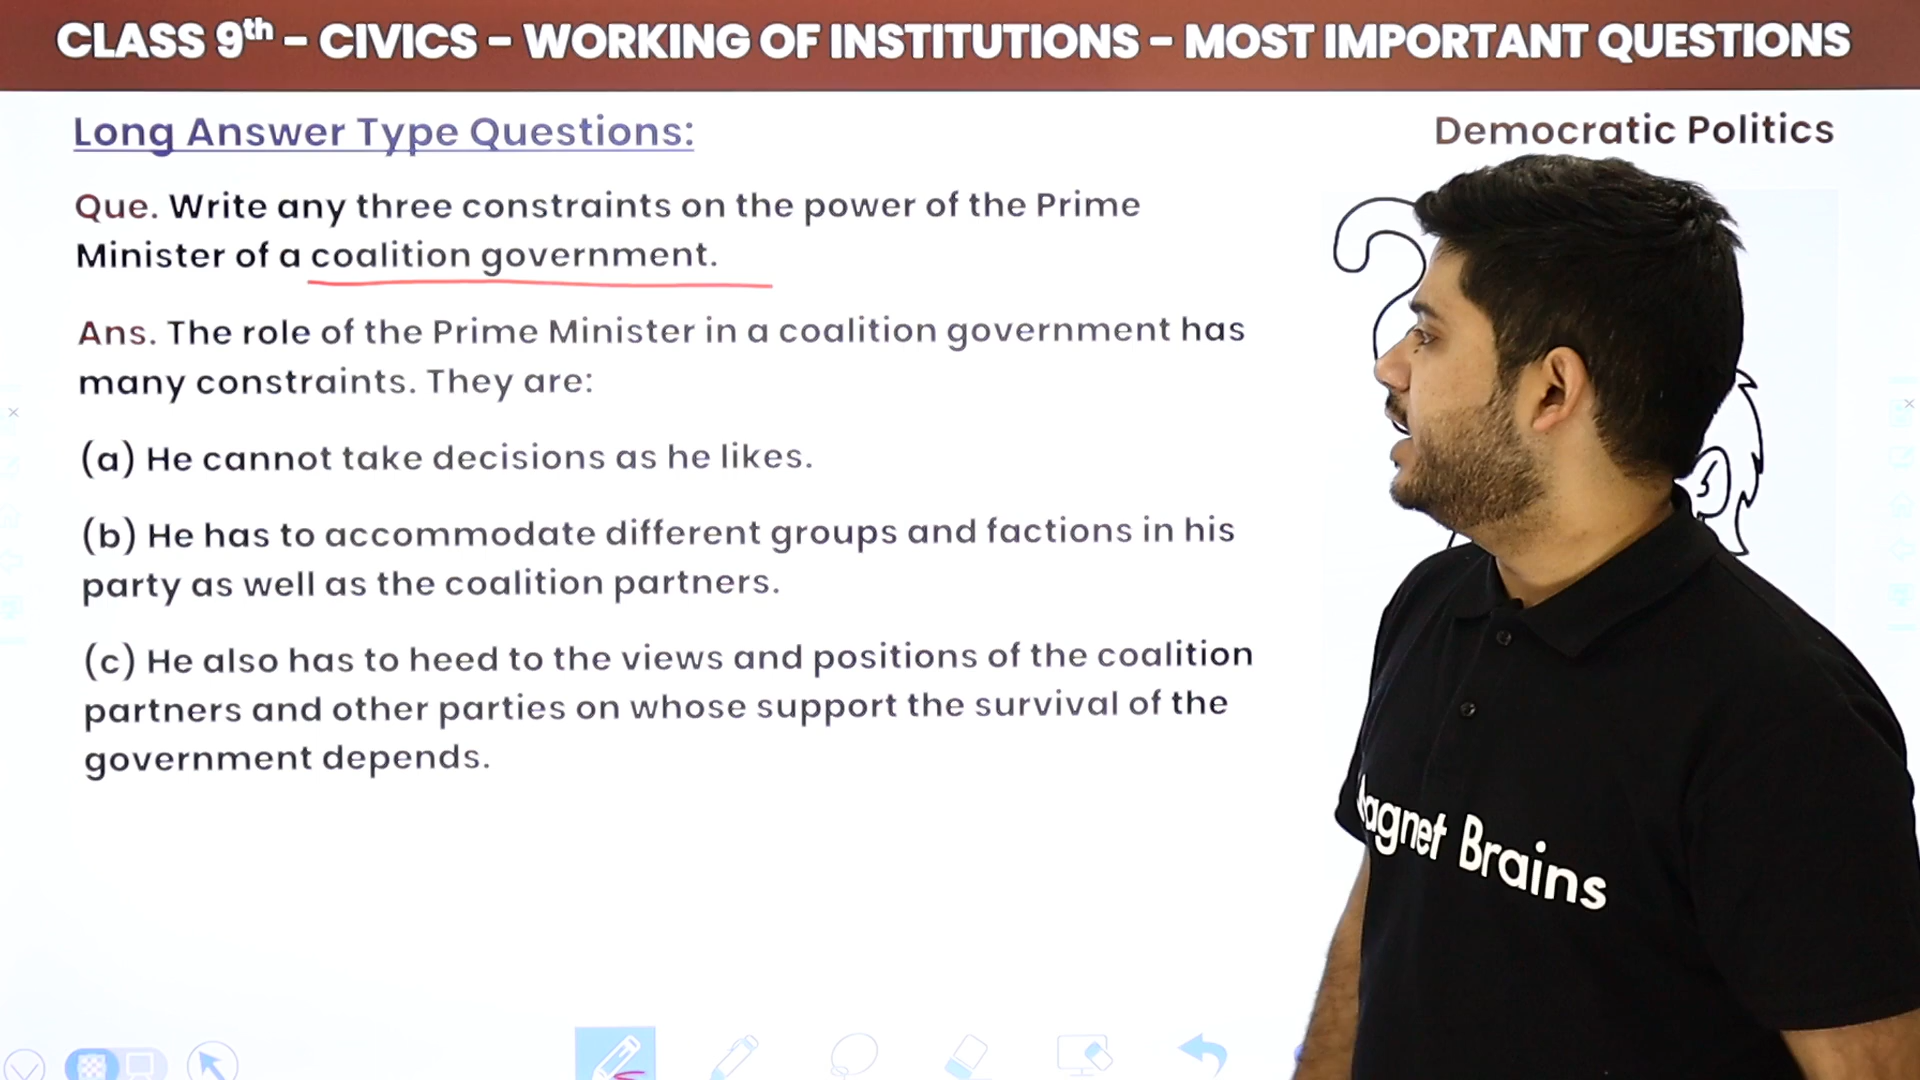 CLASS 9th – CIVICS – WORKING OF INSTITUTIONS – MOST IMPORTANT QUESTIONS
Long Answer Type Questions:
Democratic Politics
Que. Write any three constraints on the power of the Prime
Minister of a coalition government.
Ans. The role of the Prime Minister in a coalition government has
many constraints. They are:
(a) He cannot take decisions as he likes.
(b) He has to accommodate different groups and factions in his
party as well as the coalition partners.
(c) He also has to heed to the views and positions of the coalition
partners and other parties on whose support the survival of the
government depends.
agnet Brains